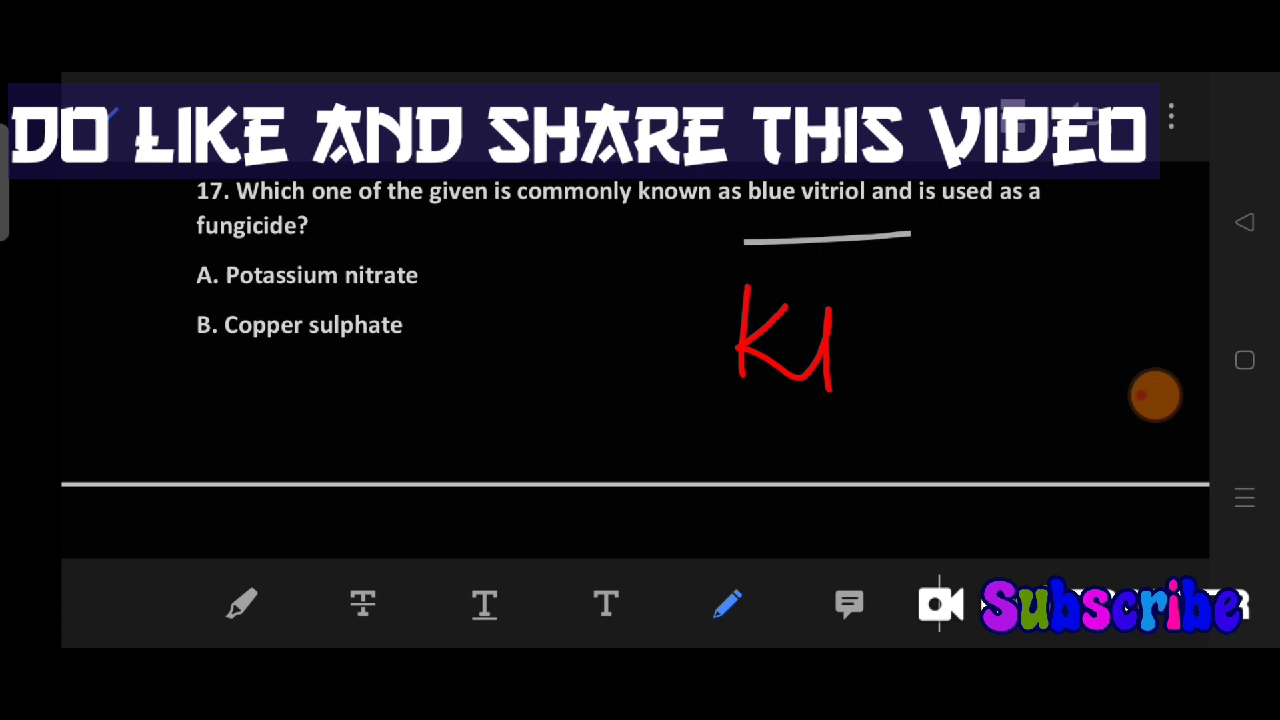 DO LIKE AND SHARE THIS VIDEO
17. Which one of the given is commonly known as blue vitriol and is used as a
fungicide?
A. Potassium nitrate
B. Copper sulphate
Subscribe